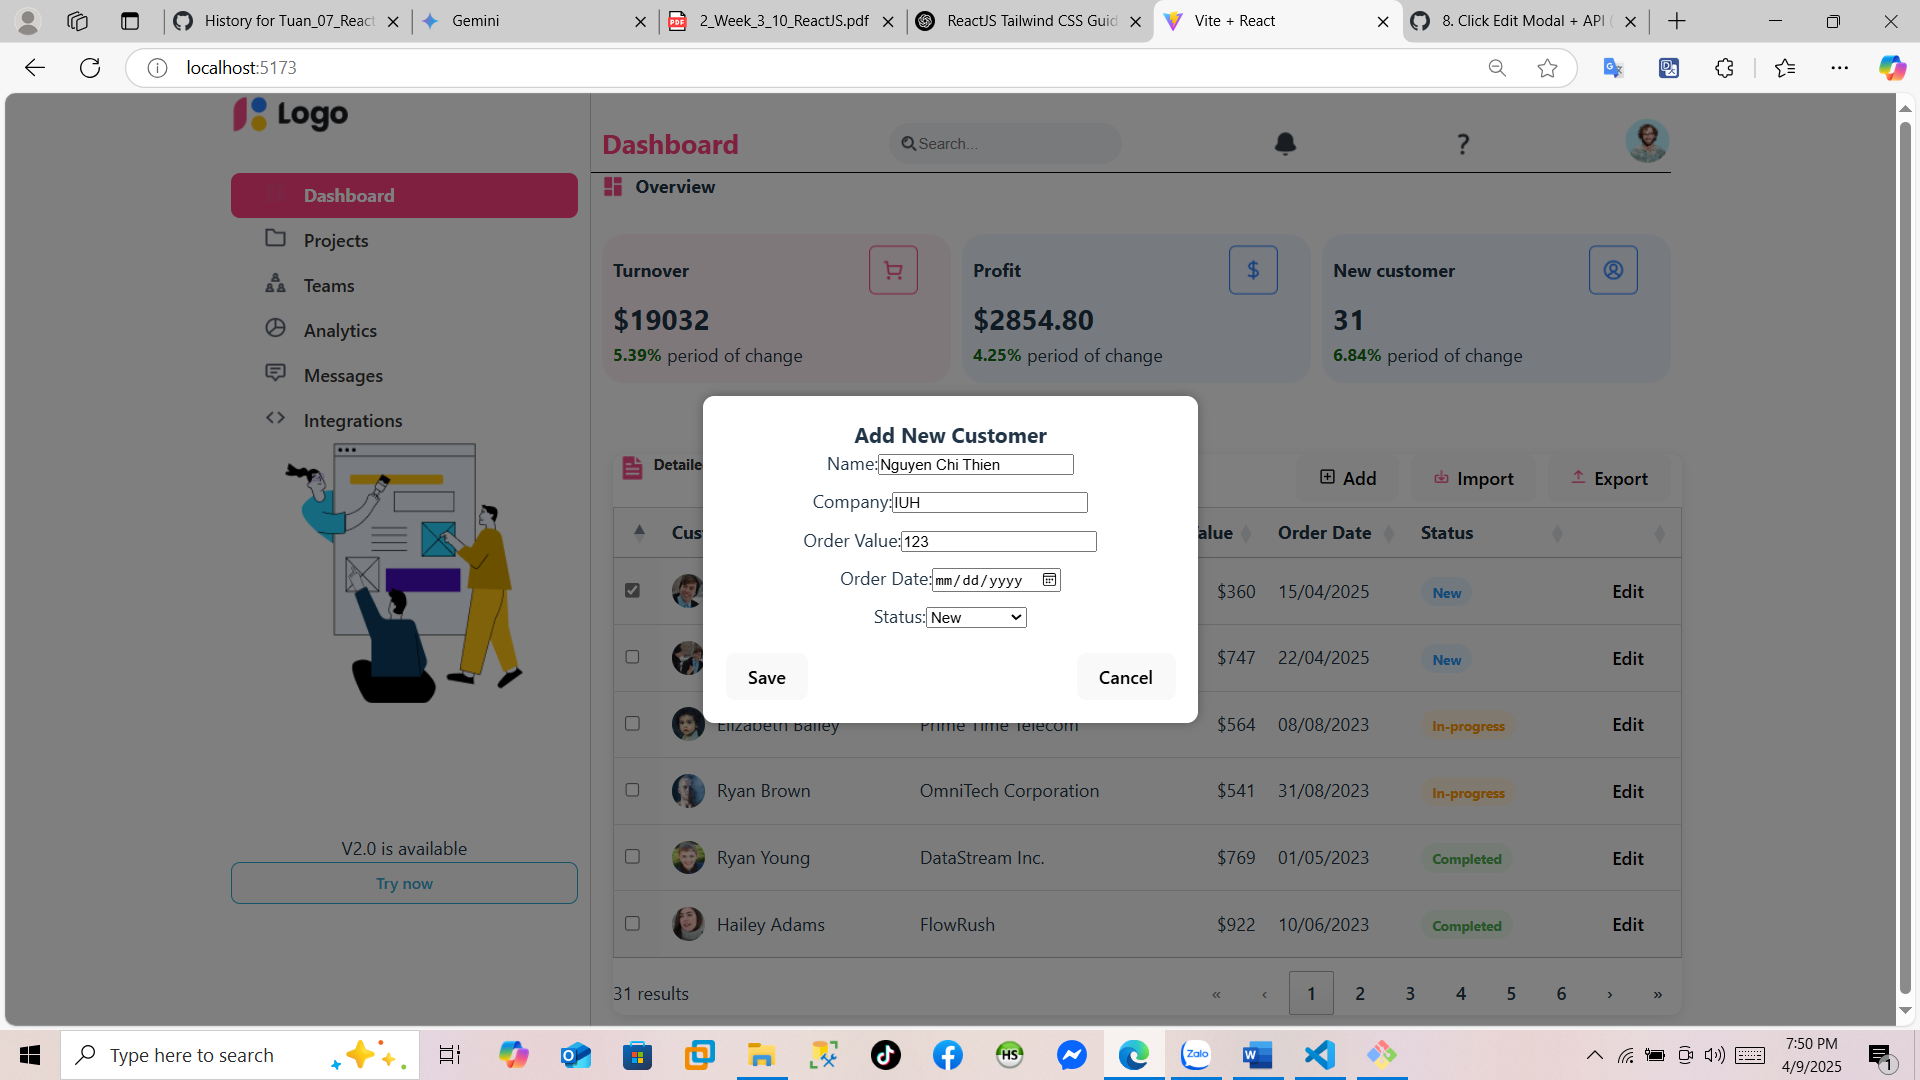 History for Tuan_07_React
Gemini
2_Week_3_10_ReactJS.pdf
ReactJS Tailwind CSS Guid
Vite + React
8. Click Edit Modal + API (
localhost:5173
Logo
Dashboard
Projects
Teams
Analytics
Messages
Integrations
V2.0 is available
Try now
Dashboard
Search...
?
Overview
Turnover
$19032
5.39% period of change
Profit
$
$2854.80
4.25% period of change
New customer
31
6.84% period of change
Add New Customer
Name: Nguyen Chi Thien
Company: IUH
Order Value: 123
Order Date: mm/dd/yyyy
Status: New
Save Cancel
Detaile
Add Import Export
Cus alue Order Date Status
$360 15/04/2025 New Edit
$747 22/04/2025 New Edit
Elizabeth Bailey Prime Time Telecom $564 08/08/2023 In-progress Edit
Ryan Brown OmniTech Corporation $541 31/08/2023 In-progress Edit
Ryan Young DataStream Inc. $769 01/05/2023 Completed Edit
Hailey Adams FlowRush $922 10/06/2023 Completed Edit
31 results « ‹ 1 2 3 4 5 6 › »
Type here to search
HS
Zalo
7:50 PM
4/9/2025
1